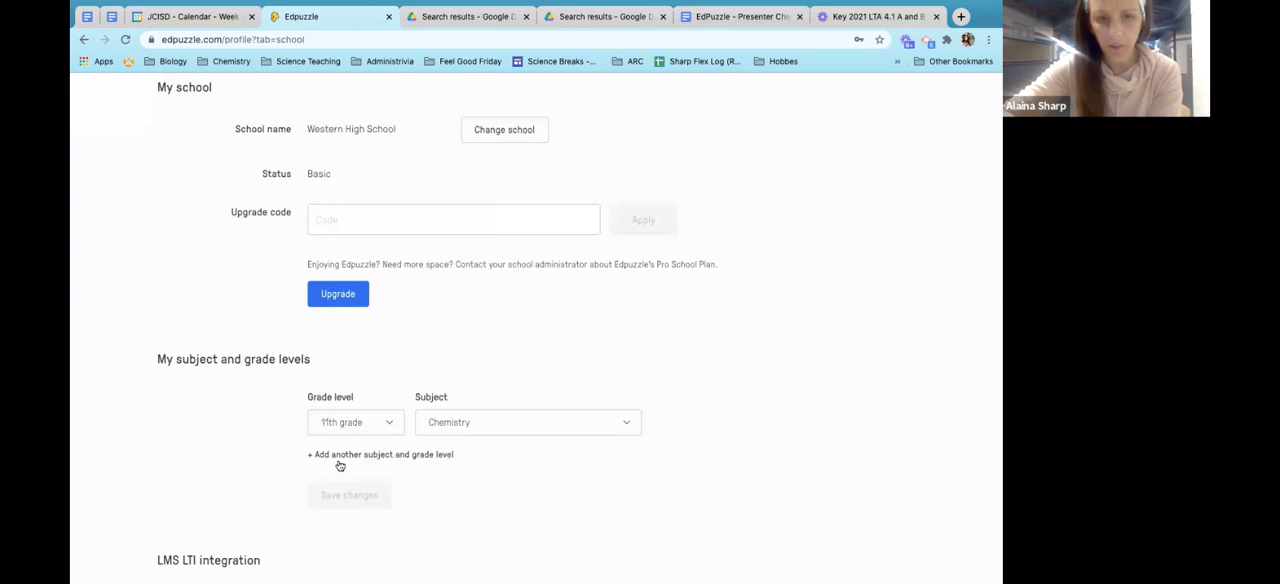 JCISD - Calendar - Week
Edpuzzle
Search results - Google D
Search results - Google D
EdPuzzle - Presenter Che
Key 2021 LTA 4.1 A and B
edpuzzle.com/profile?tab=school
Apps
Biology
Chemistry
Science Teaching
Administrivia
Feel Good Friday
Science Breaks -...
ARC
Sharp Flex Log (R...
Hobbes
»
Other Bookmarks
Alaina Sharp
My school
School name Western High School Change school
Status Basic
Upgrade code Code Apply
Enjoying Edpuzzle? Need more space? Contact your school administrator about Edpuzzle's Pro School Plan.
Upgrade
My subject and grade levels
Grade level Subject
11th grade Chemistry
+ Add another subject and grade level
Save changes
LMS LTI integration